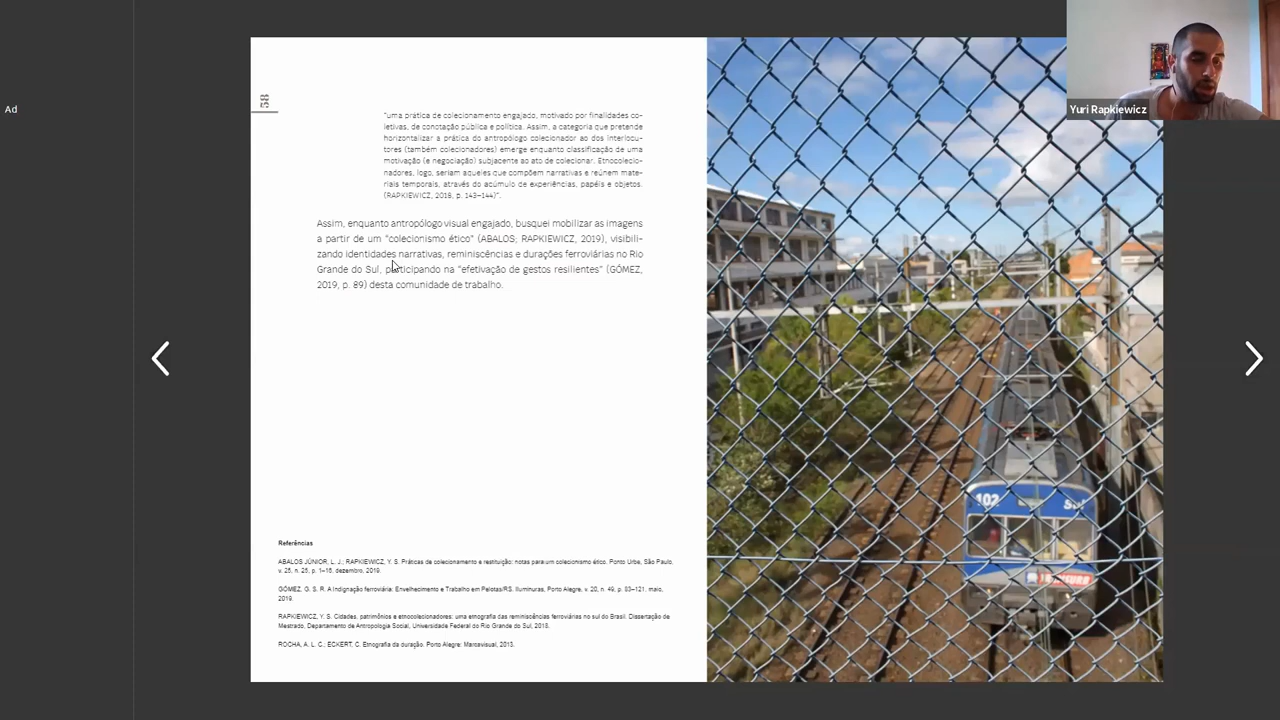 Ad
58
"uma prática de colecionamento engajado, motivado por finalidades co-
letivas, de conotação pública e política. Assim, a categoria que pretende
horizontalizar a prática do antropólogo colecionador ao dos interlocu-
tores (também colecionadores) emerge enquanto classificação de uma
motivação (e negociação) subjacente ao ato de colecionar. Etnocolecio-
nadores, logo, seriam aqueles que compõem narrativas e reúnem mate-
riais temporais, através do acúmulo de experiências, papéis e objetos.
(RAPKIEWICZ, 2018, p. 143-144)".
Assim, enquanto antropólogo visual engajado, busquei mobilizar as imagens
a partir de um "colecionismo ético" (ABALOS; RAPKIEWICZ, 2019), visibili-
zando identidades narrativas, reminiscências e durações ferroviárias no Rio
Grande do Sul, participando na "efetivação de gestos resilientes" (GÓMEZ,
2019, p. 89) desta comunidade de trabalho.
Referências
ABALOS JÚNIOR, L. J.; RAPKIEWICZ, Y. S. Práticas de colecionamento e restituição: notas para um colecionismo ético. Ponto Urbe, São Paulo,
v. 25, n. 25, p. 1-16, dezembro, 2019.
GÓMEZ, G. S. R. A Indignação ferroviária: Envelhecimento e Trabalho em Pelotas/RS. Iluminuras, Porto Alegre, v. 20, n. 49, p. 83-121, maio,
2019.
RAPKIEWICZ, Y. S. Cidades, patrimônios e etnocolecionadores: uma etnografia das reminiscências ferroviárias no sul do Brasil. Dissertação de
Mestrado, Departamento de Antropologia Social, Universidade Federal do Rio Grande do Sul, 2018.
ROCHA, A. L. C.; ECKERT, C. Etnografia da duração. Porto Alegre: Marcavisual, 2013.
102
Sul
Yuri Rapkiewicz